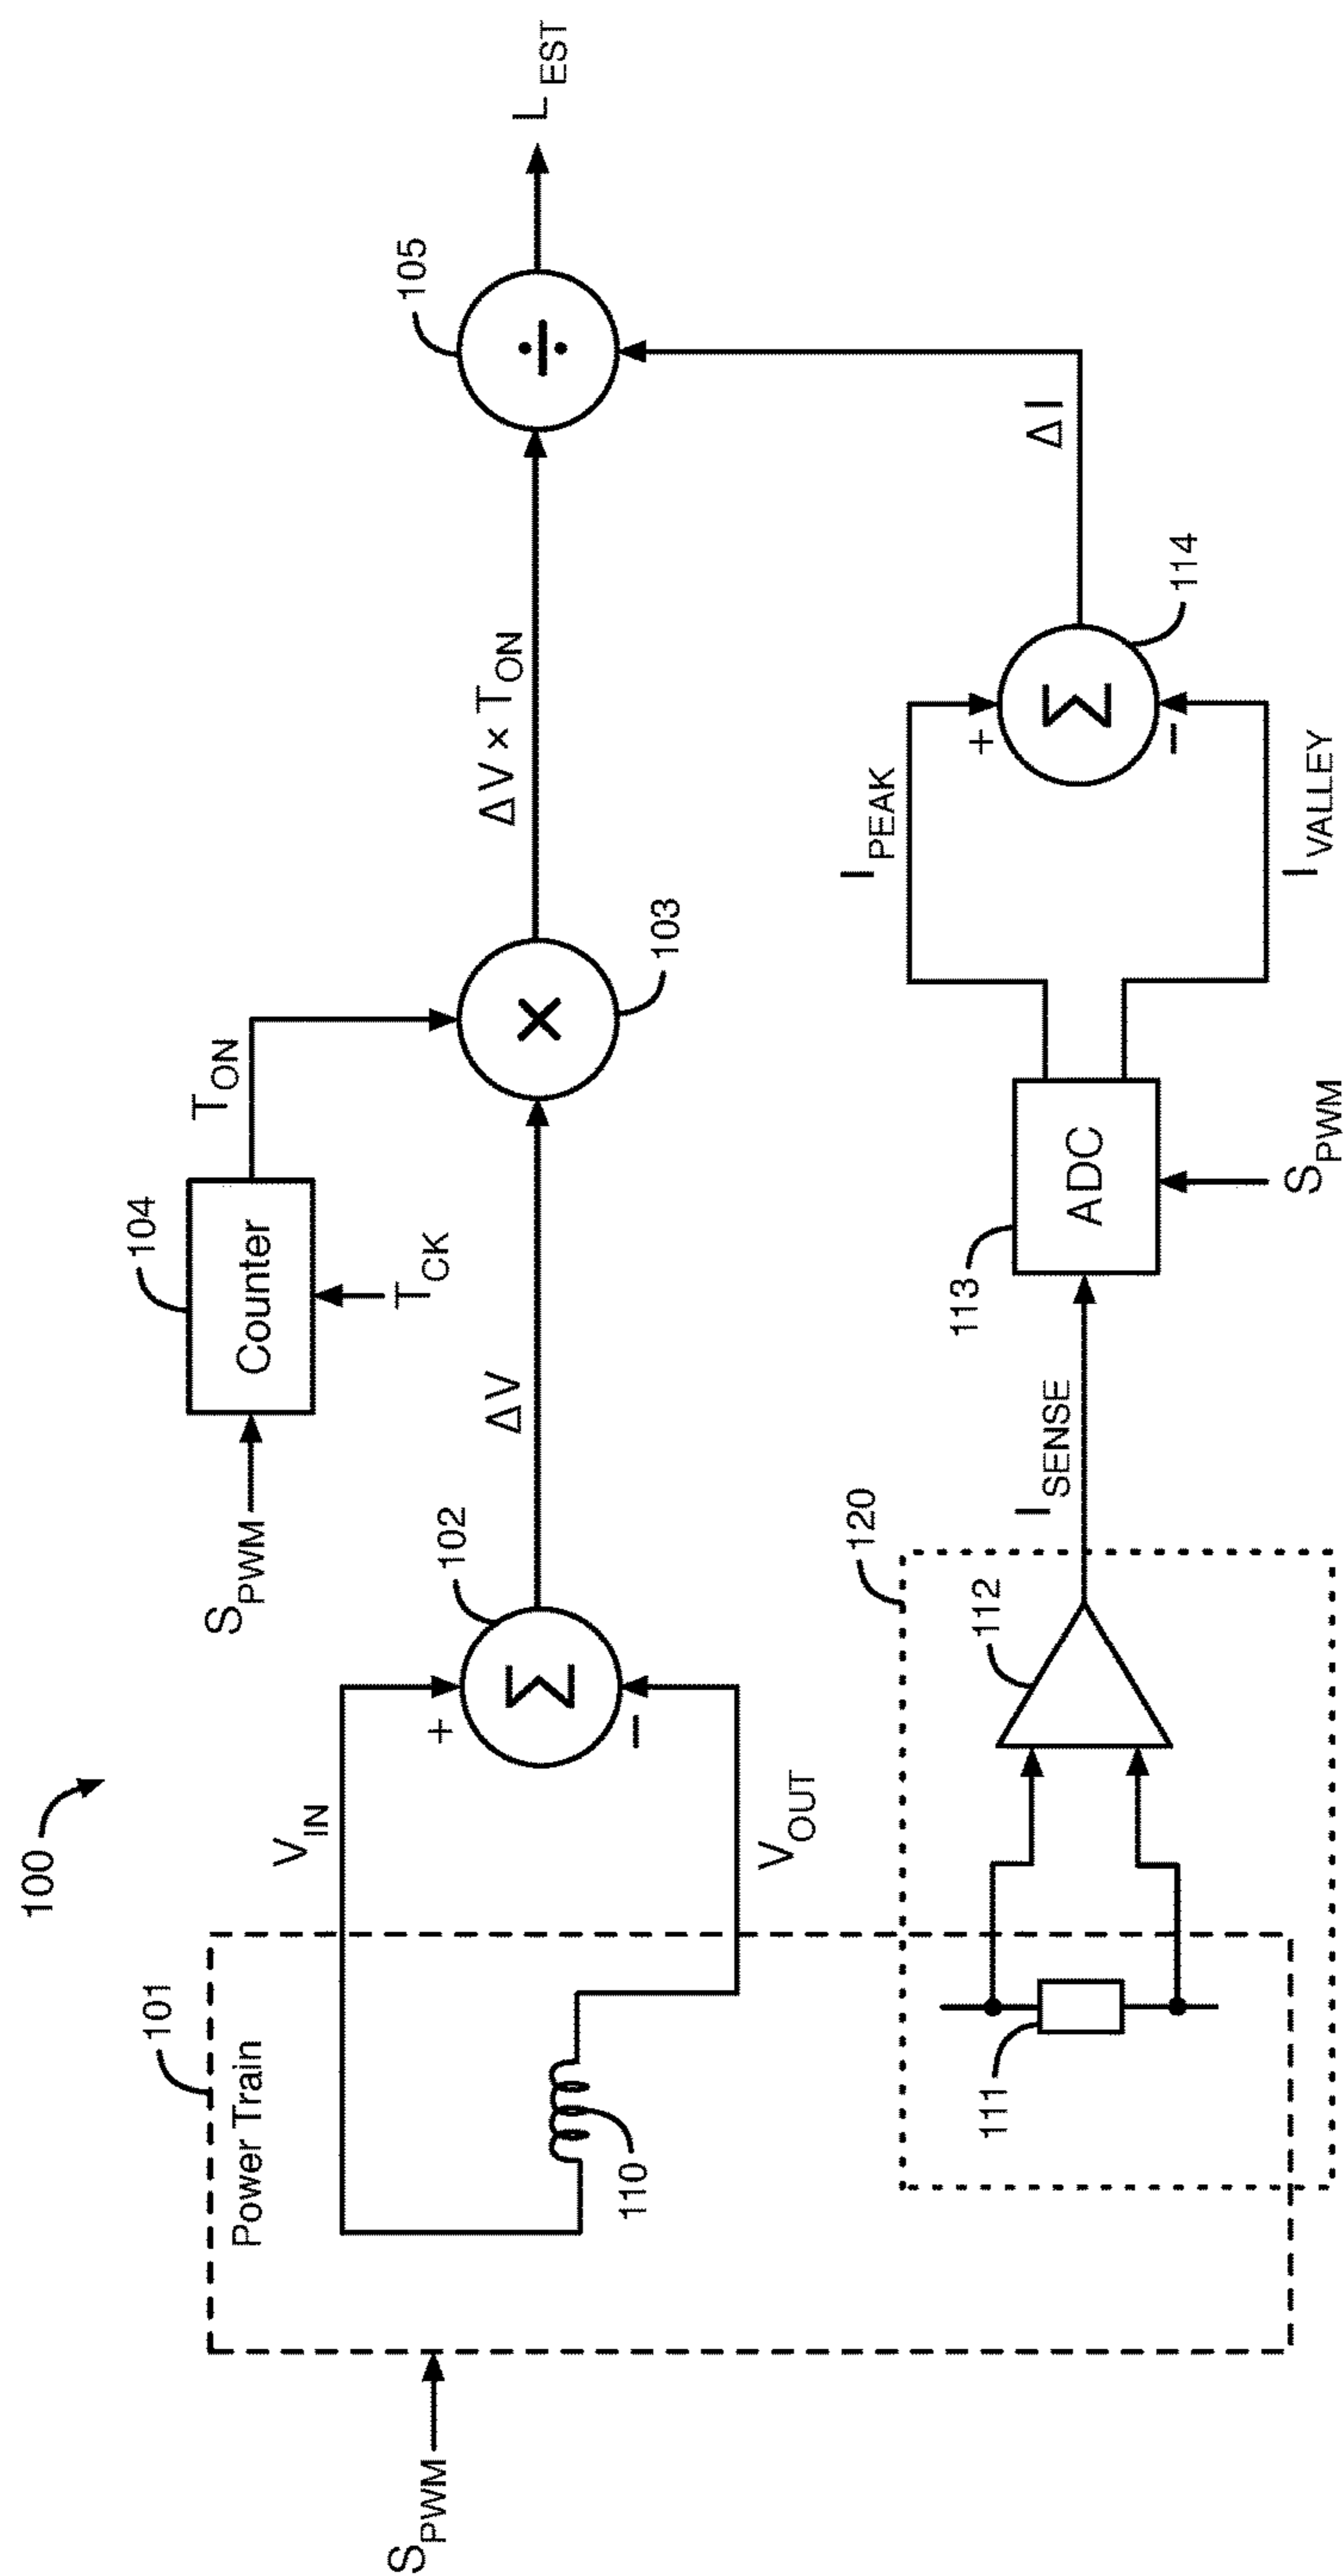 100
S_PWM
101
Power Train
110
V_IN
V_OUT
+
−
Σ
102
ΔV
S_PWM
104
Counter
T_CK
T_ON
×
103
ΔV × T_ON
÷
105
L_EST
111
112
120
I_SENSE
113
ADC
S_PWM
I_PEAK
I_VALLEY
+
−
Σ
114
ΔI